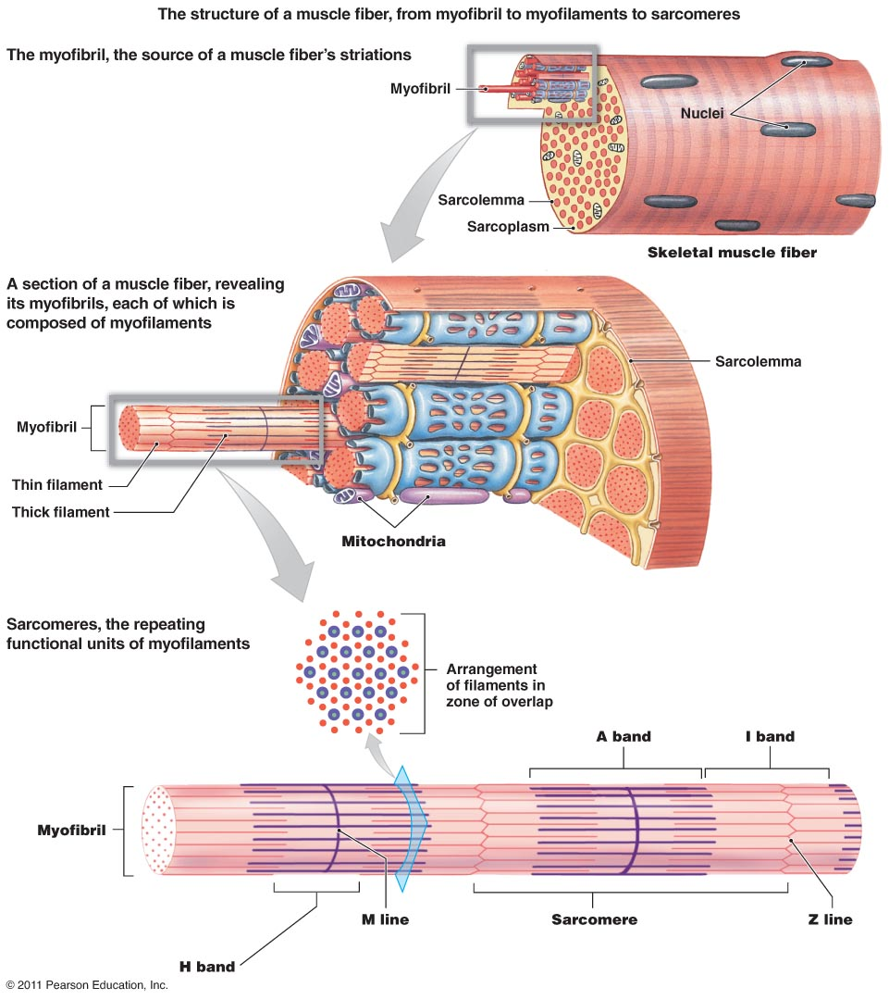 The structure of a muscle fiber, from myofibril to myofilaments to sarcomeres
The myofibril, the source of a muscle fiber's striations
Myofibril
Nuclei
Sarcolemma
Sarcoplasm
Skeletal muscle fiber
A section of a muscle fiber, revealing
its myofibrils, each of which is
composed of myofilaments
Sarcolemma
Myofibril
Thin filament
Thick filament
Mitochondria
Sarcomeres, the repeating
functional units of myofilaments
Arrangement
of filaments in
zone of overlap
A band
I band
Myofibril
M line
Sarcomere
Z line
H band
© 2011 Pearson Education, Inc.